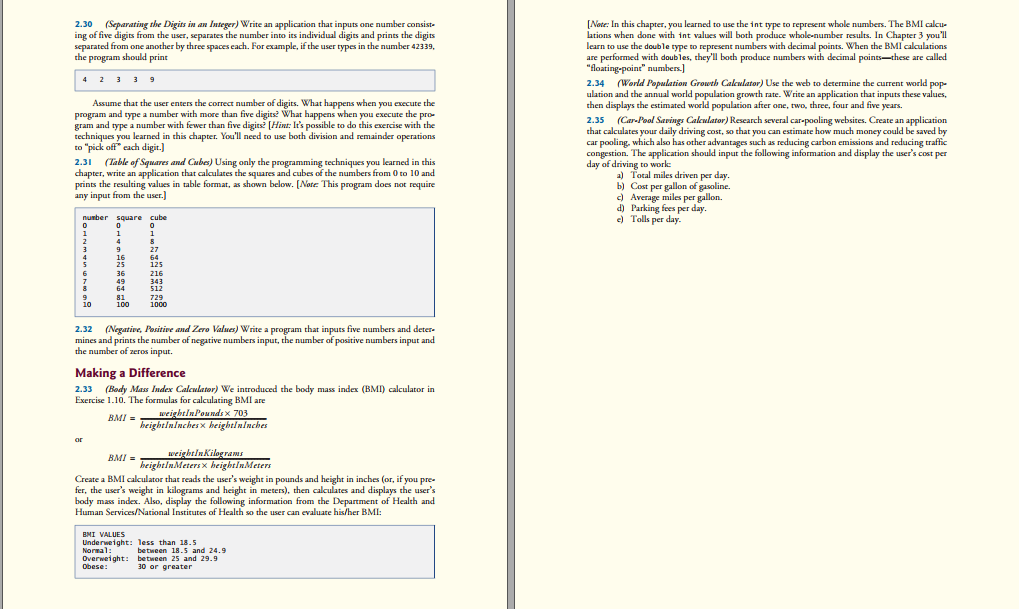 2.30 (Separating the Digits in an Integer) Write an application that inputs one number consist-
ing of five digits from the user, separates the number into its individual digits and prints the digits
separated from one another by three spaces each. For example, if the user types in the number 42339,
the program should print
4 2 3 3 9
Assume that the user enters the correct number of digits. What happens when you execute the
program and type a number with more than five digits? What happens when you execute the pro-
gram and type a number with fewer than five digits? [Hint: It's possible to do this exercise with the
techniques you learned in this chapter. You'll need to use both division and remainder operations
to "pick off" each digit.]
2.31 (Table of Squares and Cubes) Using only the programming techniques you learned in this
chapter, write an application that calculates the squares and cubes of the numbers from 0 to 10 and
prints the resulting values in table format, as shown below. [Note: This program does not require
any input from the user.]
number square cube
0 0 0
1 1 1
2 4 8
3 9 27
4 16 64
5 25 125
6 36 216
7 49 343
8 64 512
9 81 729
10 100 1000
2.32 (Negative, Positive and Zero Values) Write a program that inputs five numbers and deter-
mines and prints the number of negative numbers input, the number of positive numbers input and
the number of zeros input.
Making a Difference
2.33 (Body Mass Index Calculator) We introduced the body mass index (BMI) calculator in
Exercise 1.10. The formulas for calculating BMI are
BMI = weightInPounds × 703
heightInInches × heightInInches
or
BMI = weightInKilograms
heightInMeters × heightInMeters
Create a BMI calculator that reads the user's weight in pounds and height in inches (or, if you pre-
fer, the user's weight in kilograms and height in meters), then calculates and displays the user's
body mass index. Also, display the following information from the Department of Health and
Human Services/National Institutes of Health so the user can evaluate his/her BMI:
BMI VALUES
Underweight: less than 18.5
Normal: between 18.5 and 24.9
Overweight: between 25 and 29.9
Obese: 30 or greater
[Note: In this chapter, you learned to use the int type to represent whole numbers. The BMI calcu-
lations when done with int values will both produce whole-number results. In Chapter 3 you'll
learn to use the double type to represent numbers with decimal points. When the BMI calculations
are performed with doubles, they'll both produce numbers with decimal points—these are called
"floating-point" numbers.]
2.34 (World Population Growth Calculator) Use the web to determine the current world pop-
ulation and the annual world population growth rate. Write an application that inputs these values,
then displays the estimated world population after one, two, three, four and five years.
2.35 (Car-Pool Savings Calculator) Research several car-pooling websites. Create an application
that calculates your daily driving cost, so that you can estimate how much money could be saved by
car pooling, which also has other advantages such as reducing carbon emissions and reducing traffic
congestion. The application should input the following information and display the user's cost per
day of driving to work:
a) Total miles driven per day.
b) Cost per gallon of gasoline.
c) Average miles per gallon.
d) Parking fees per day.
e) Tolls per day.